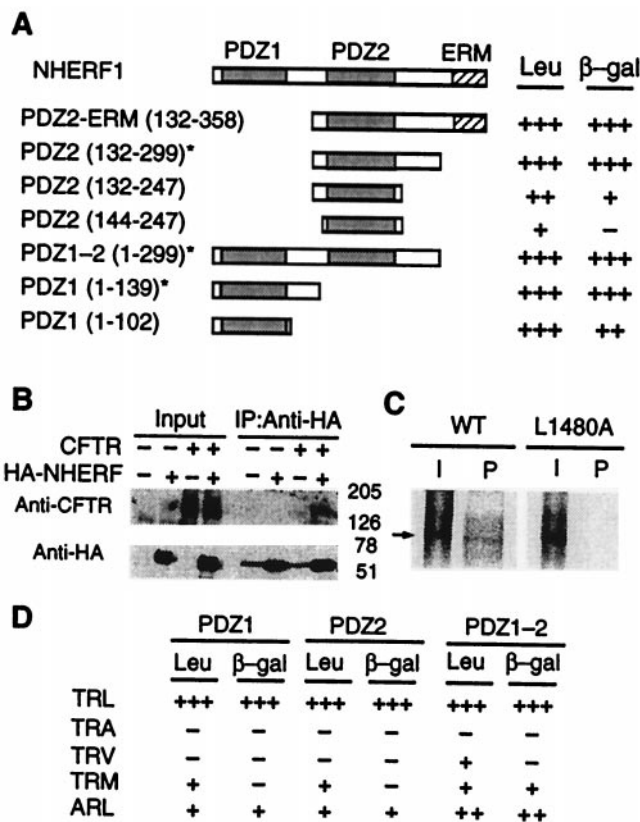 A
PDZ1 PDZ2 ERM
NHERF1 Leu β–gal
PDZ2-ERM (132-358) +++ +++
PDZ2 (132-299)* +++ +++
PDZ2 (132-247) ++ +
PDZ2 (144-247) + –
PDZ1–2 (1-299)* +++ +++
PDZ1 (1-139)* +++ +++
PDZ1 (1-102) +++ ++
B
Input IP:Anti-HA
CFTR – – + + – – + +
HA-NHERF – + – + – + – +
Anti-CFTR
Anti-HA
205
126
78
51
C
WT L1480A
I P I P
D
PDZ1 PDZ2 PDZ1–2
Leu β–gal Leu β–gal Leu β–gal
TRL +++ +++ +++ +++ +++ +++
TRA – – – – – –
TRV – – – – + –
TRM + – + – + +
ARL + + + + ++ ++